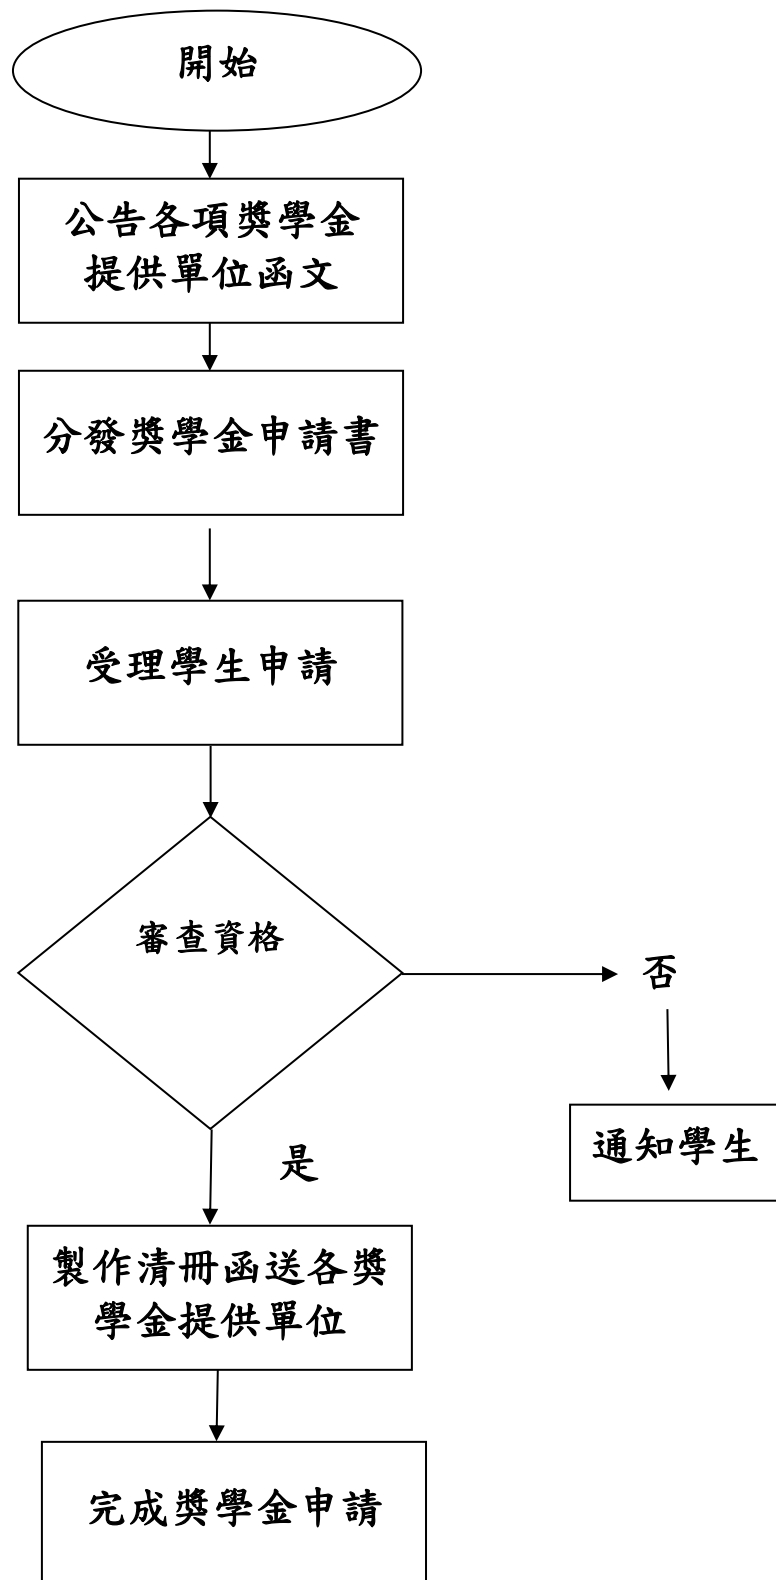 開始
公告各項獎學金
提供單位函文
分發獎學金申請書
受理學生申請
審查資格
否
通知學生
是
製作清冊函送各獎
學金提供單位
完成獎學金申請